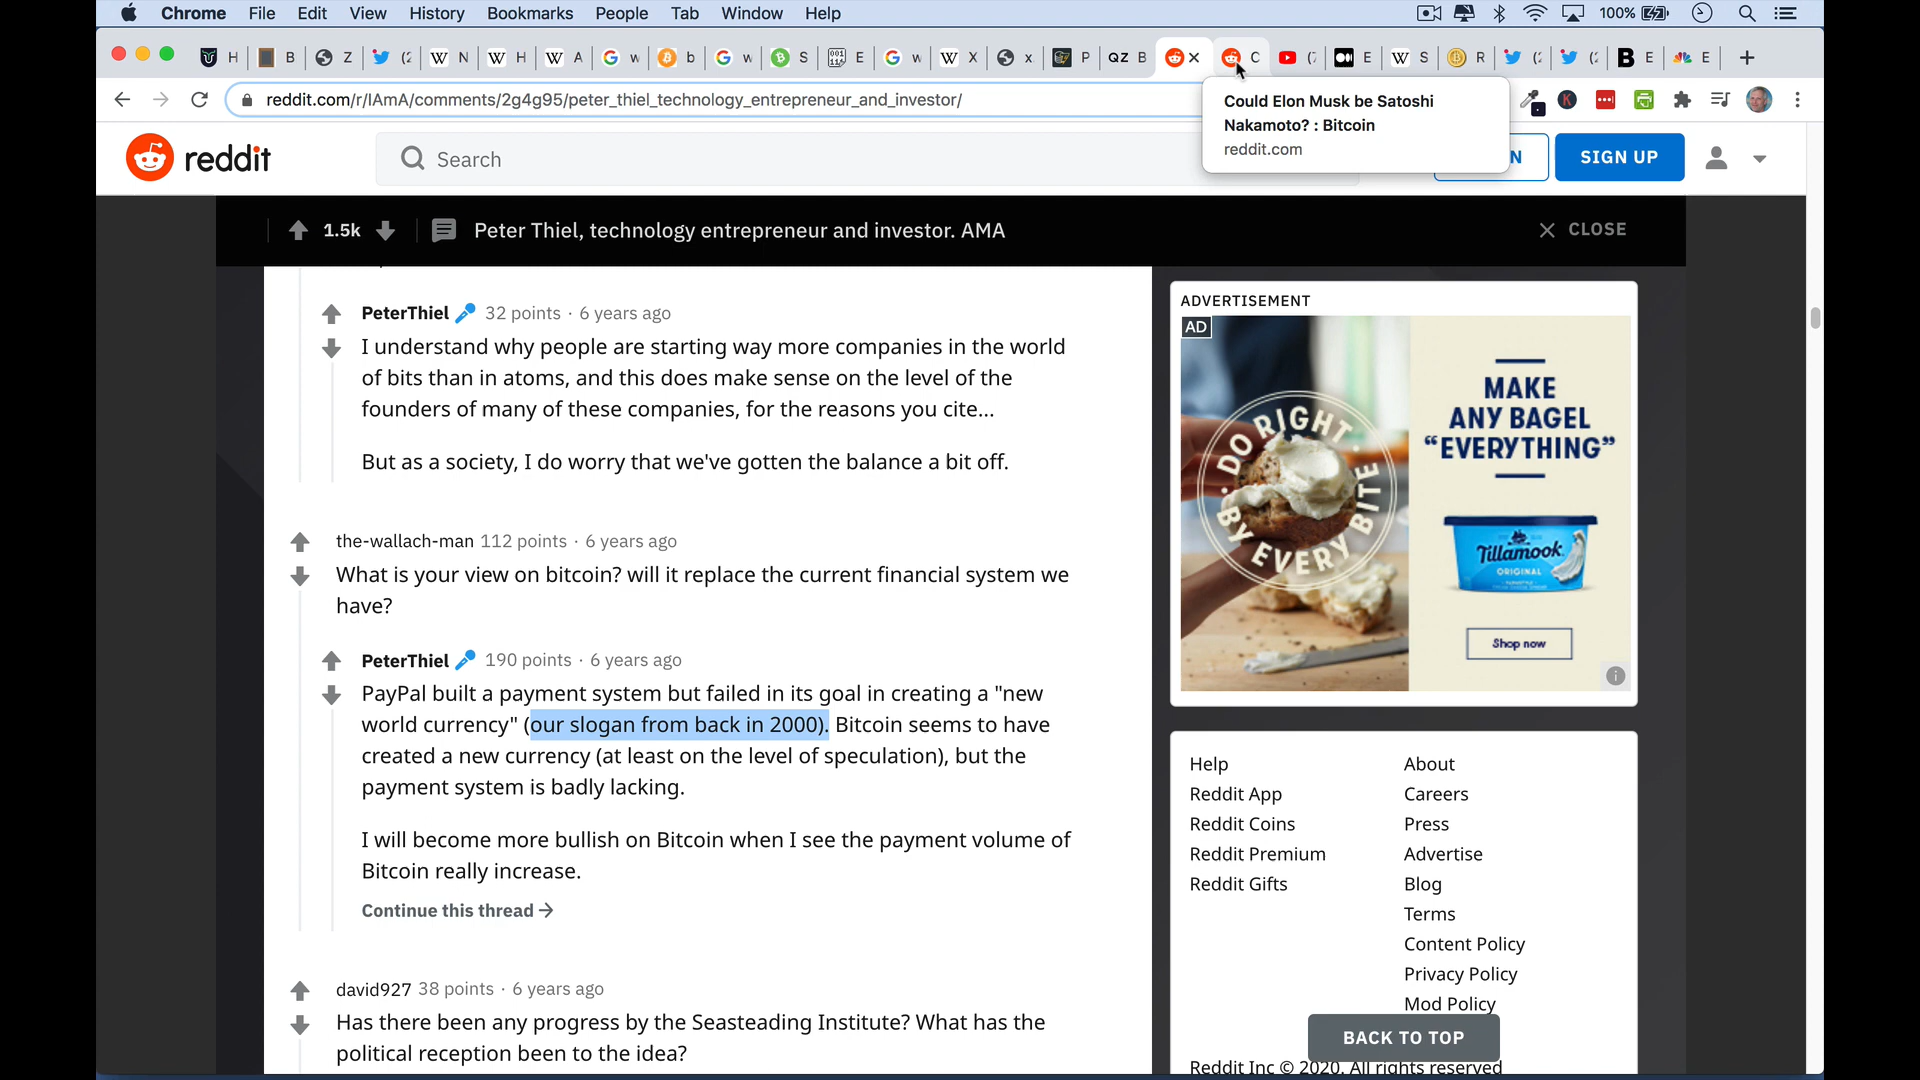 Chrome File Edit View History Bookmarks People Tab Window Help 100%
H B Z (2 W N W H W A G w b G w S E G w W X x P QZ B C ( E W S R ( ( B E E
reddit.com/r/IAmA/comments/2g4g95/peter_thiel_technology_entrepreneur_and_investor/
Could Elon Musk be Satoshi
Nakamoto? : Bitcoin
reddit.com
reddit
Search
N
SIGN UP
1.5k Peter Thiel, technology entrepreneur and investor. AMA
CLOSE
PeterThiel 32 points · 6 years ago
I understand why people are starting way more companies in the world
of bits than in atoms, and this does make sense on the level of the
founders of many of these companies, for the reasons you cite...
But as a society, I do worry that we've gotten the balance a bit off.
the-wallach-man 112 points · 6 years ago
What is your view on bitcoin? will it replace the current financial system we
have?
PeterThiel 190 points · 6 years ago
PayPal built a payment system but failed in its goal in creating a "new
world currency" (our slogan from back in 2000). Bitcoin seems to have
created a new currency (at least on the level of speculation), but the
payment system is badly lacking.
I will become more bullish on Bitcoin when I see the payment volume of
Bitcoin really increase.
Continue this thread →
david927 38 points · 6 years ago
Has there been any progress by the Seasteading Institute? What has the
political reception been to the idea?
ADVERTISEMENT
AD
DO RIGHT
BY EVERY BITE
MAKE
ANY BAGEL
“EVERYTHING”
Tillamook
ORIGINAL
Shop now
Help
Reddit App
Reddit Coins
Reddit Premium
Reddit Gifts
About
Careers
Press
Advertise
Blog
Terms
Content Policy
Privacy Policy
Mod Policy
BACK TO TOP
Reddit Inc © 2020. All rights reserved